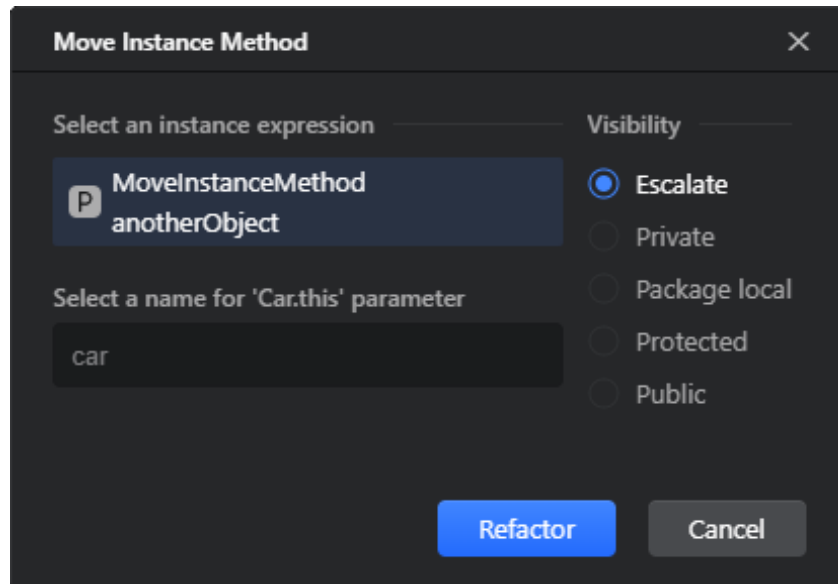 Move Instance Method
Select an instance expression
P
MoveInstanceMethod
anotherObject
Select a name for 'Car.this' parameter
car
Visibility
Escalate
Private
Package local
Protected
Public
Refactor
Cancel